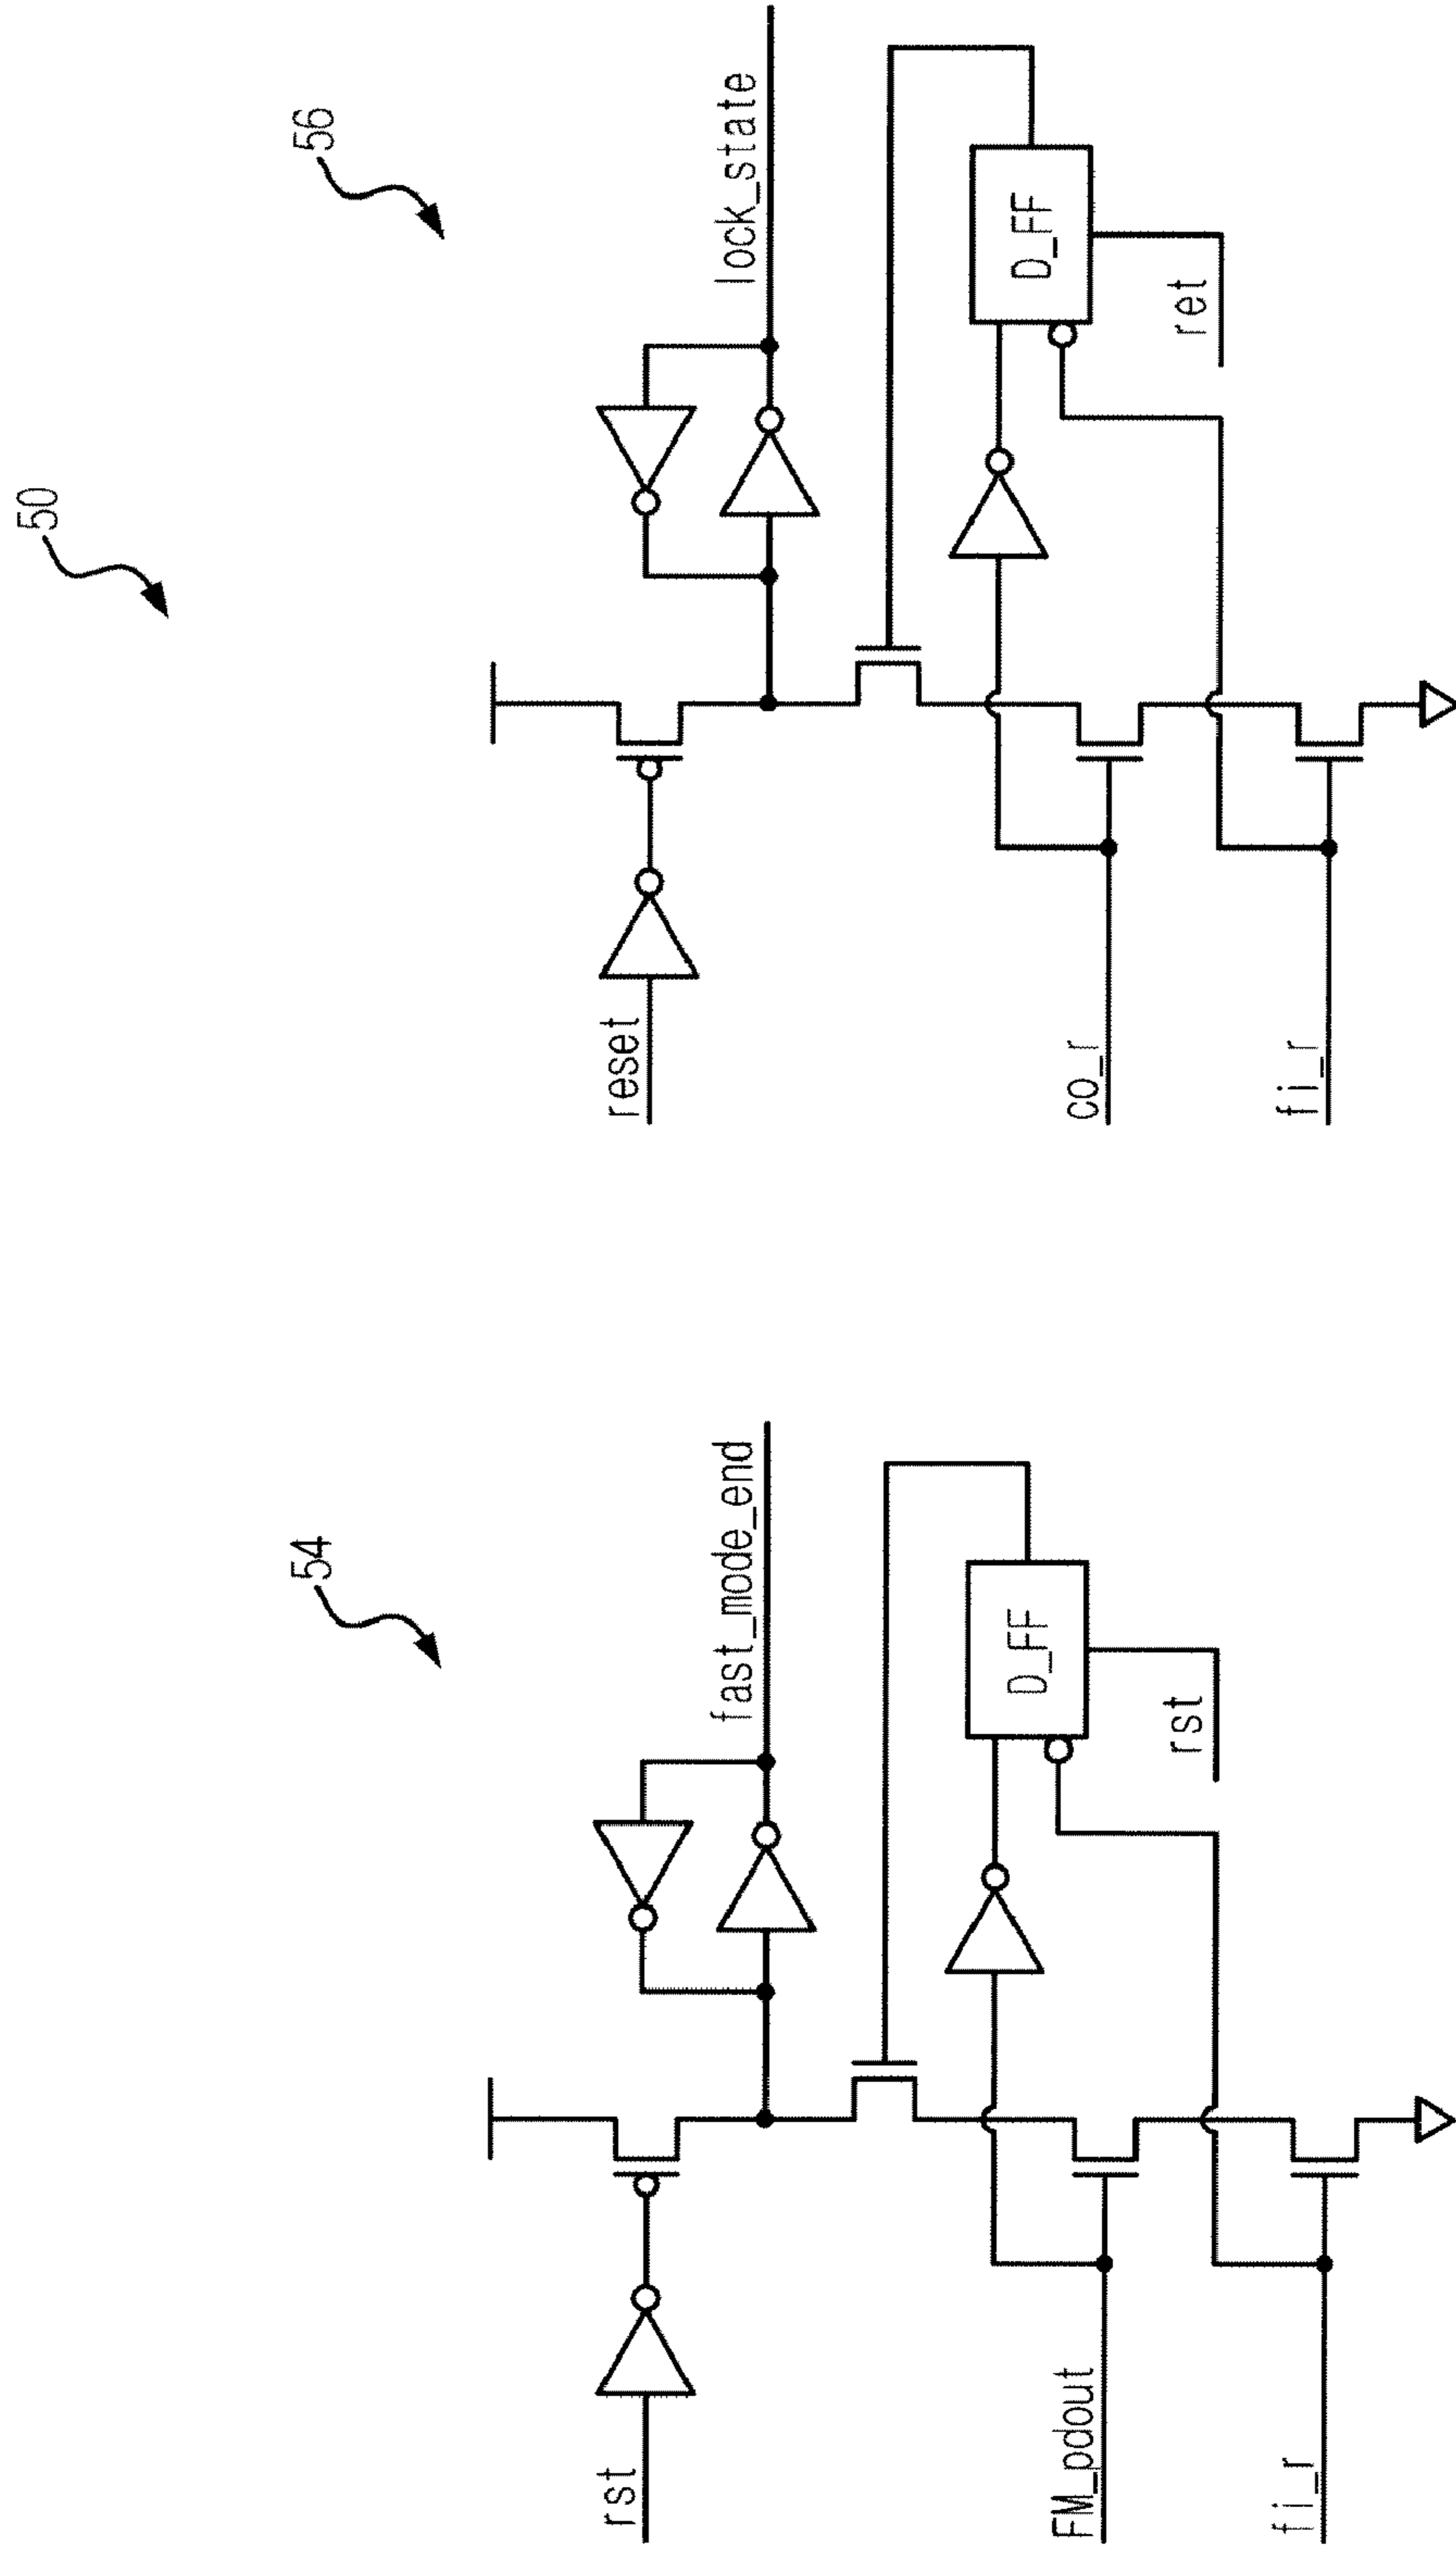 50
54
rst
fast_mode_end
FM_pdout
D_FF
fi_r
rst
56
reset
lock_state
co_r
D_FF
fi_r
ret